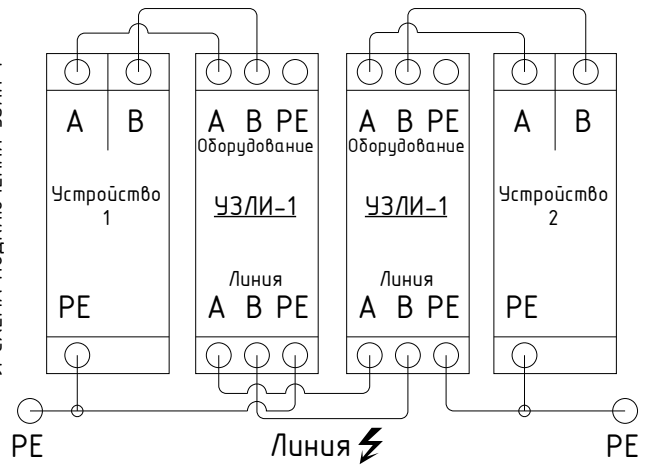 A B A B PE A B PE A B
Оборудование Оборудование
Устройство УЗЛИ-1 УЗЛИ-1 Устройство
1 2
Линия Линия
PE A B PE A B PE PE
PE Линия PE